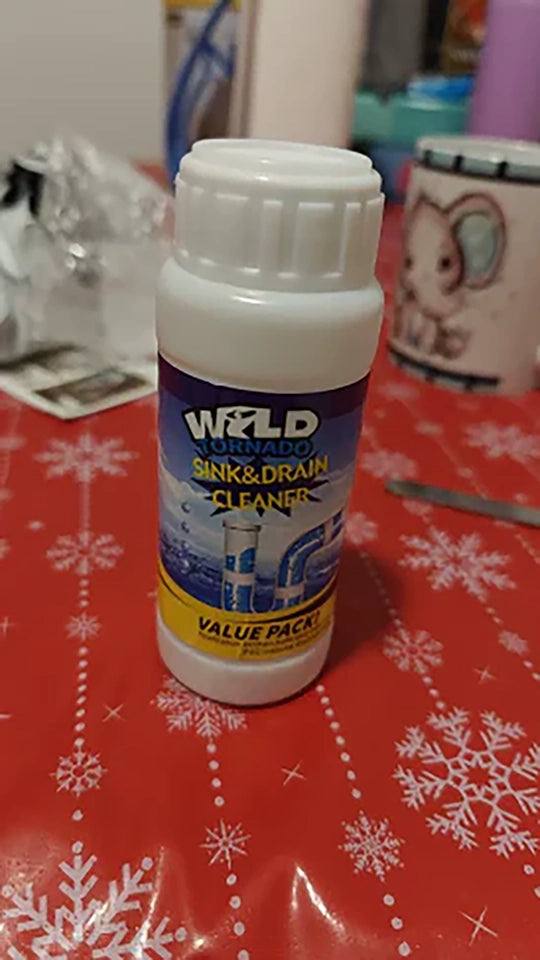 WILD
TORNADO
SINK&DRAIN
CLEANER
VALUE PACK!